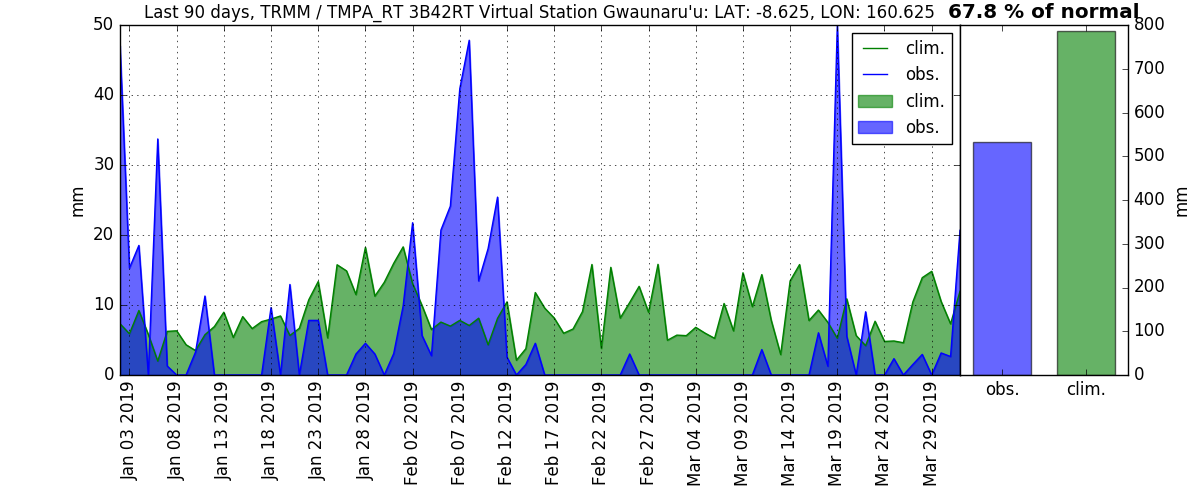 Last 90 days, TRMM / TMPA_RT 3B42RT Virtual Station Gwaunaru'u: LAT: -8.625, LON: 160.625 67.8 % of normal
50
40
30
20
10
0
mm
clim.
obs.
clim.
obs.
800
700
600
500
400
300
200
100
0
mm
obs.
clim.
Jan 03 2019
Jan 08 2019
Jan 13 2019
Jan 18 2019
Jan 23 2019
Jan 28 2019
Feb 02 2019
Feb 07 2019
Feb 12 2019
Feb 17 2019
Feb 22 2019
Feb 27 2019
Mar 04 2019
Mar 09 2019
Mar 14 2019
Mar 19 2019
Mar 24 2019
Mar 29 2019